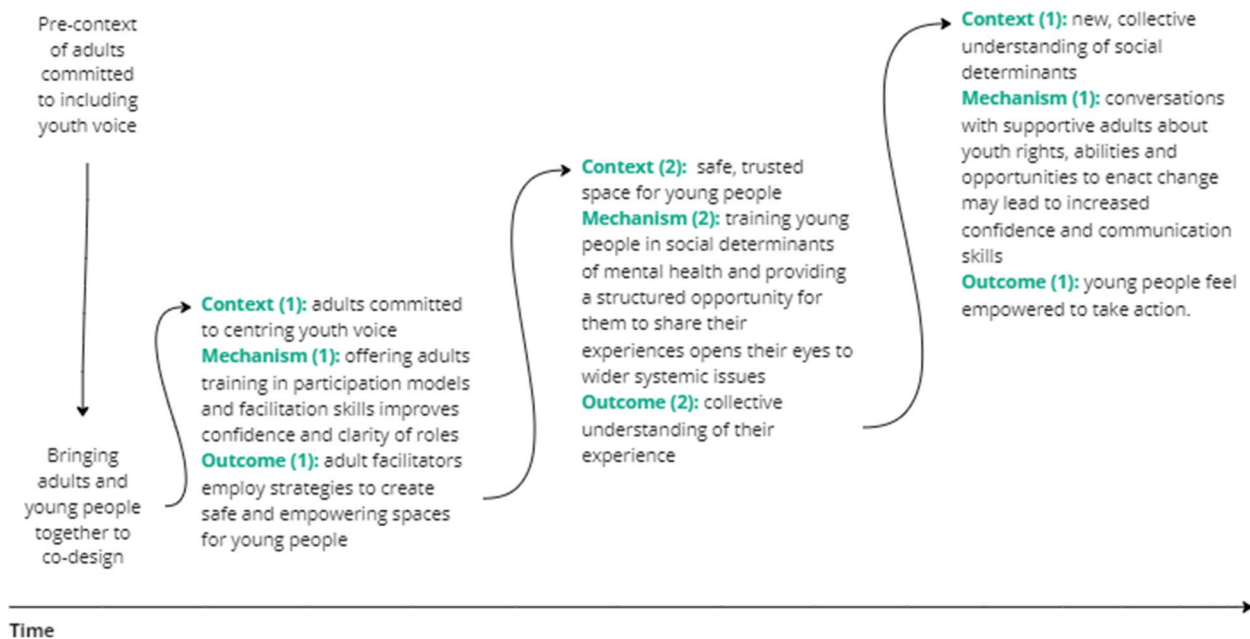 Pre-context
of adults
committed
to including
youth voice
Bringing
adults and
young people
together to
co-design
Context (1): adults committed
to centring youth voice
Mechanism (1): offering adults
training in participation models
and facilitation skills improves
confidence and clarity of roles
Outcome (1): adult facilitators
employ strategies to create
safe and empowering spaces
for young people
Context (2): safe, trusted
space for young people
Mechanism (2): training young
people in social determinants
of mental health and providing
a structured opportunity for
them to share their
experiences opens their eyes to
wider systemic issues
Outcome (2): collective
understanding of their
experience
Context (1): new, collective
understanding of social
determinants
Mechanism (1): conversations
with supportive adults about
youth rights, abilities and
opportunities to enact change
may lead to increased
confidence and communication
skills
Outcome (1): young people feel
empowered to take action.
Time